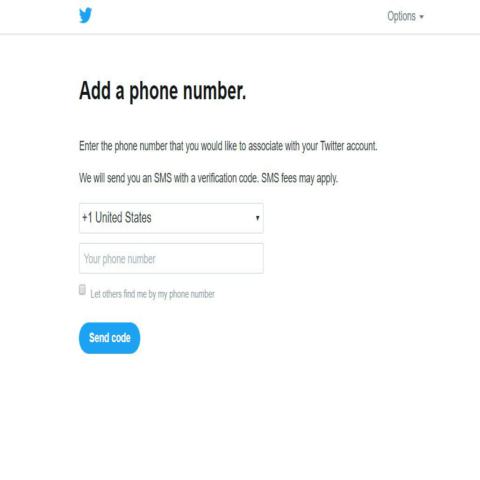 Options
Add a phone number.
Enter the phone number that you would like to associate with your Twitter account.
We will send you an SMS with a verification code. SMS fees may apply.
+1 United States
Your phone number
Let others find me by my phone number
Send code